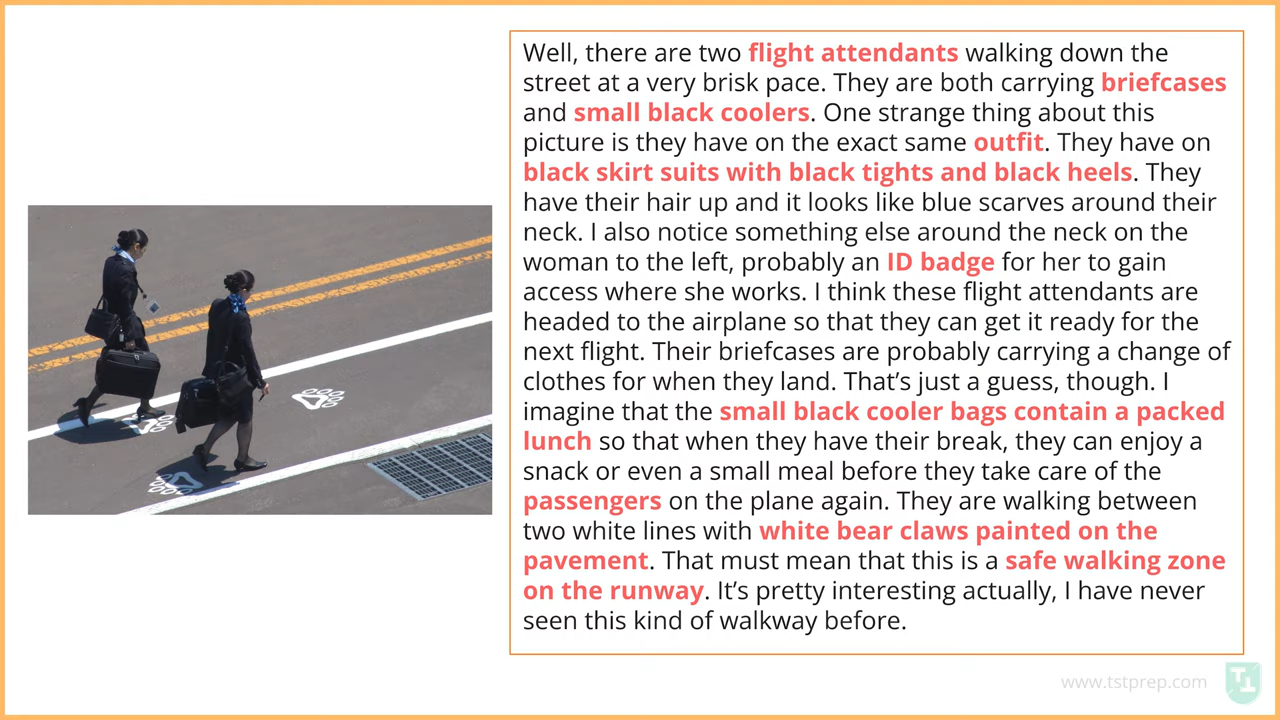 Well, there are two flight attendants walking down the
street at a very brisk pace. They are both carrying briefcases
and small black coolers. One strange thing about this
picture is they have on the exact same outfit. They have on
black skirt suits with black tights and black heels. They
have their hair up and it looks like blue scarves around their
neck. I also notice something else around the neck on the
woman to the left, probably an ID badge for her to gain
access where she works. I think these flight attendants are
headed to the airplane so that they can get it ready for the
next flight. Their briefcases are probably carrying a change of
clothes for when they land. That’s just a guess, though. I
imagine that the small black cooler bags contain a packed
lunch so that when they have their break, they can enjoy a
snack or even a small meal before they take care of the
passengers on the plane again. They are walking between
two white lines with white bear claws painted on the
pavement. That must mean that this is a safe walking zone
on the runway. It’s pretty interesting actually, I have never
seen this kind of walkway before.
www.tstprep.com